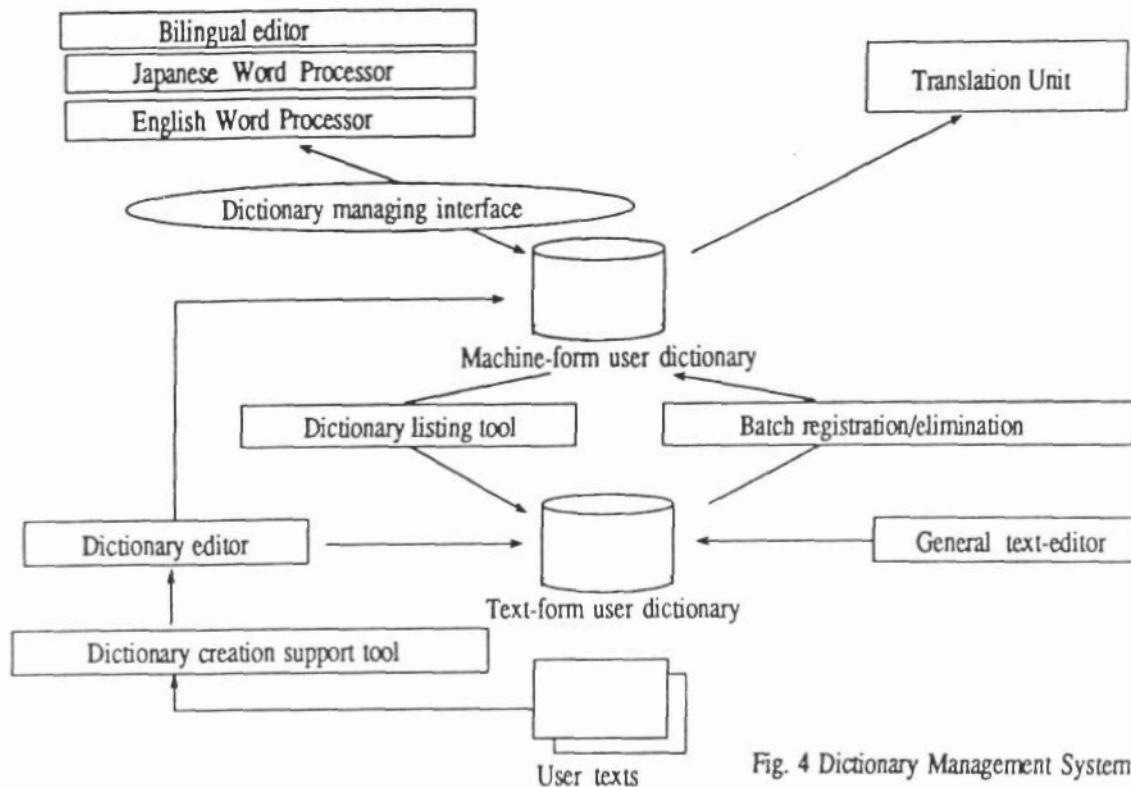 Bilingual editor
Japanese Word Processor
English Word Processor
Translation Unit
Dictionary managing interface
Machine-form user dictionary
Dictionary listing tool
Batch registration/elimination
Dictionary editor
General text-editor
Text-form user dictionary
Dictionary creation support tool
User texts
Fig. 4 Dictionary Management System